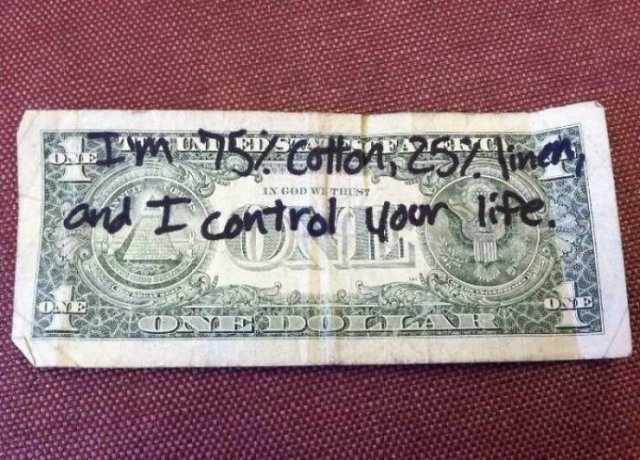 ONE I'm 75% cotton, 25% linen,
IN GOD WE TRUST
and I control your life.
ONE
ONE ONE
ONE DOLLAR